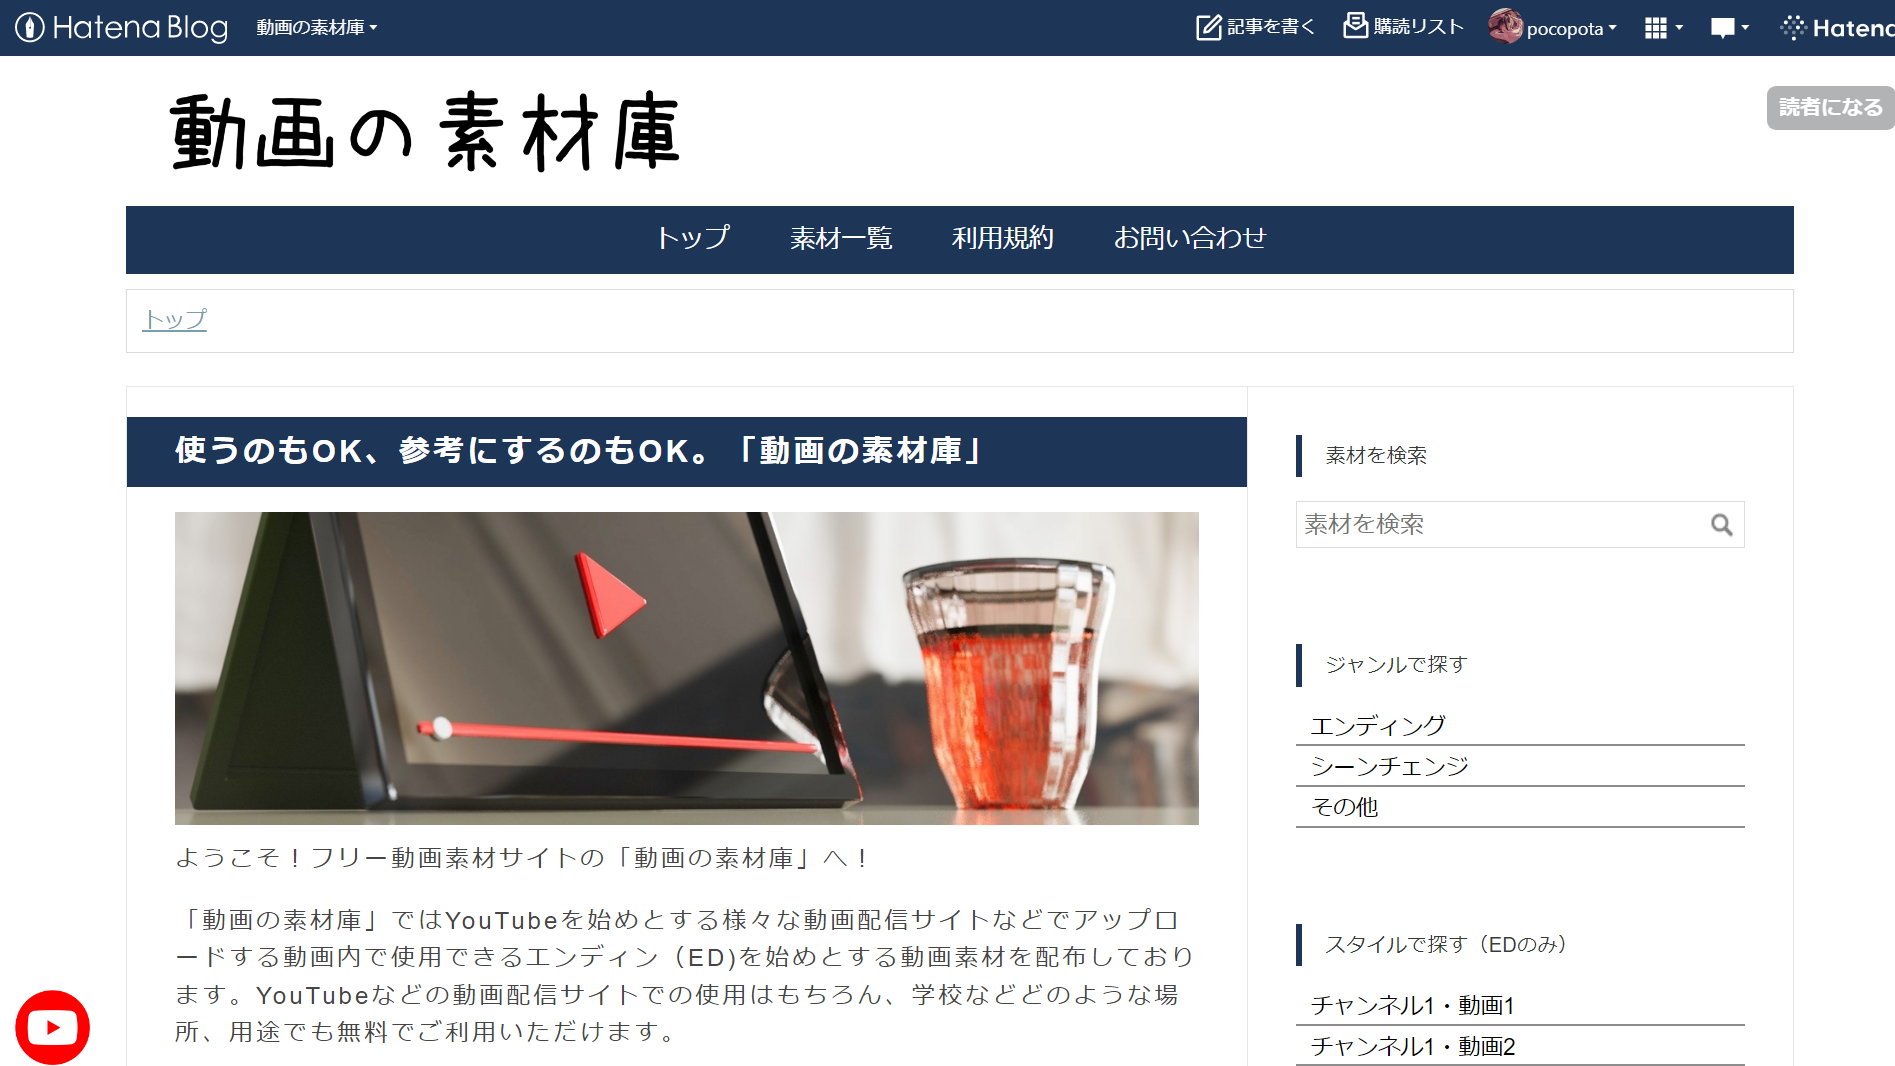 Hatena Blog 動画の素材庫 記事を書く 購読リスト pocopota Hatena
読者になる
動画の素材庫
トップ 素材一覧 利用規約 お問い合わせ
トップ
使うのもOK、参考にするのもOK。「動画の素材庫」
ようこそ！フリー動画素材サイトの「動画の素材庫」へ！
「動画の素材庫」ではYouTubeを始めとする様々な動画配信サイトなどでアップロ
ードする動画内で使用できるエンディン（ED)を始めとする動画素材を配布しており
ます。YouTubeなどの動画配信サイトでの使用はもちろん、学校などどのような場
所、用途でも無料でご利用いただけます。
素材を検索
素材を検索
ジャンルで探す
エンディング
シーンチェンジ
その他
スタイルで探す（EDのみ）
チャンネル1・動画1
チャンネル1・動画2